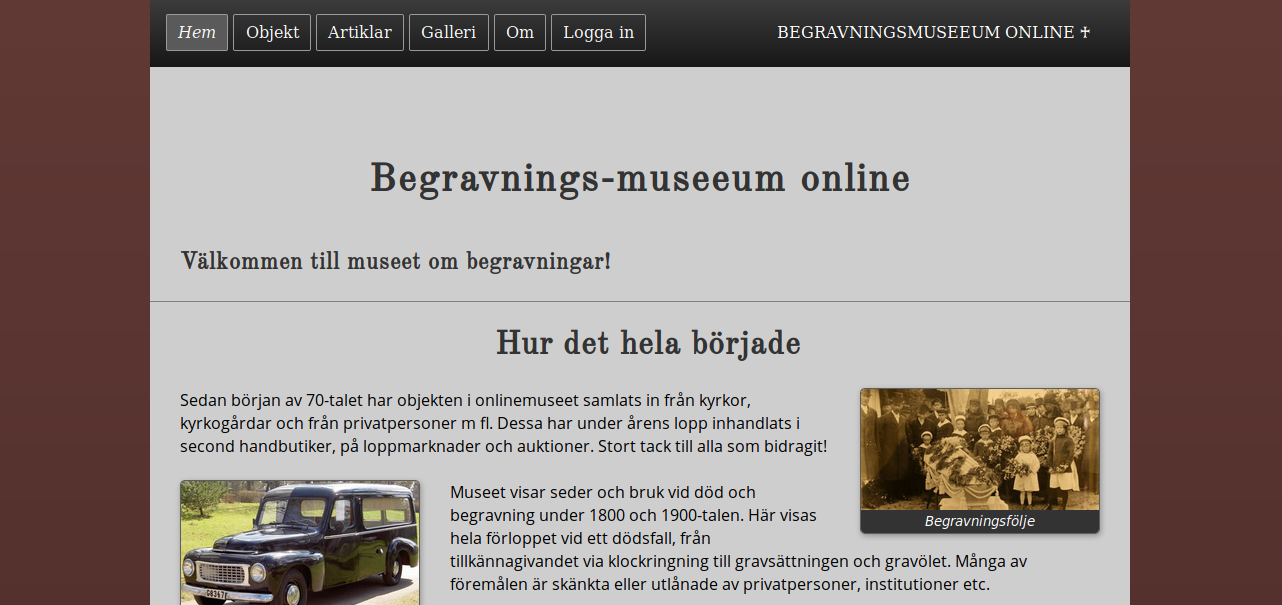 Hem Objekt Artiklar Galleri Om Logga in BEGRAVNINGSMUSEEUM ONLINE ♰
Begravnings-museeum online
Välkommen till museet om begravningar!
Hur det hela började
Sedan början av 70-talet har objekten i onlinemuseet samlats in från kyrkor,
kyrkogårdar och från privatpersoner m fl. Dessa har under årens lopp inhandlats i
second handbutiker, på loppmarknader och auktioner. Stort tack till alla som bidragit!
Begravningsfölje
Museet visar seder och bruk vid död och
begravning under 1800 och 1900-talen. Här visas
hela förloppet vid ett dödsfall, från
tillkännagivandet via klockringning till gravsättningen och gravölet. Många av
föremålen är skänkta eller utlånade av privatpersoner, institutioner etc.